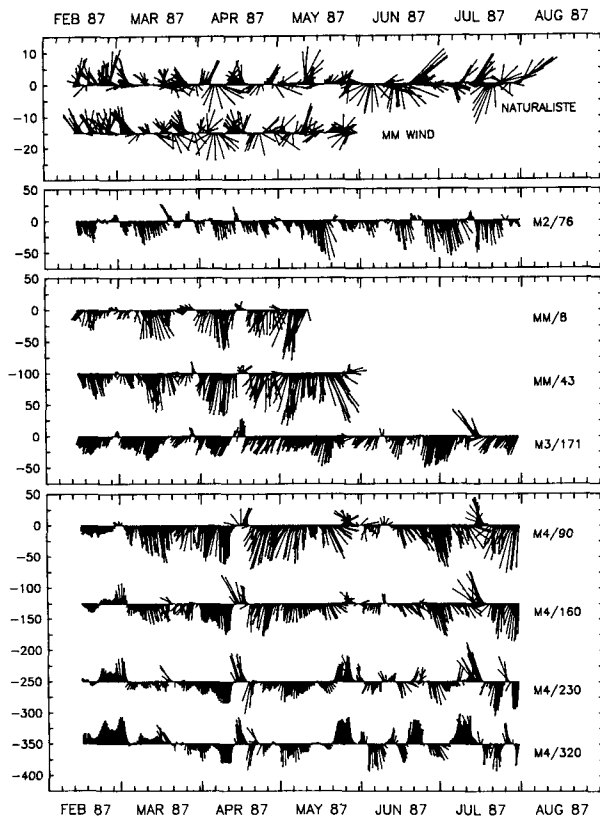 FEB 87 MAR 87 APR 87 MAY 87 JUN 87 JUL 87 AUG 87
10
0
NATURALISTE
-10
MM WIND
-20
50
0
M2/76
-50
0
MM/8
-50
-100
MM/43
50
0
M3/171
-50
50
0
M4/90
-50
-100
M4/160
-150
-200
-250
M4/230
-300
-350
M4/320
-400
FEB 87 MAR 87 APR 87 MAY 87 JUN 87 JUL 87 AUG 87